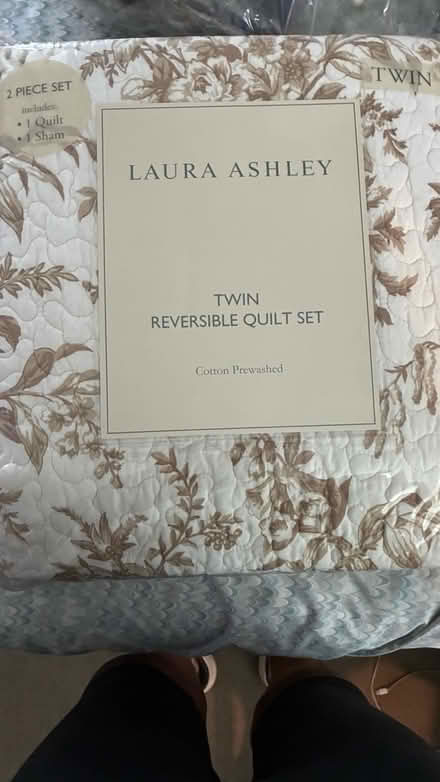 2 PIECE SET
includes:
• 1 Quilt
• 1 Sham
TWIN
LAURA ASHLEY
TWIN
REVERSIBLE QUILT SET
Cotton Prewashed